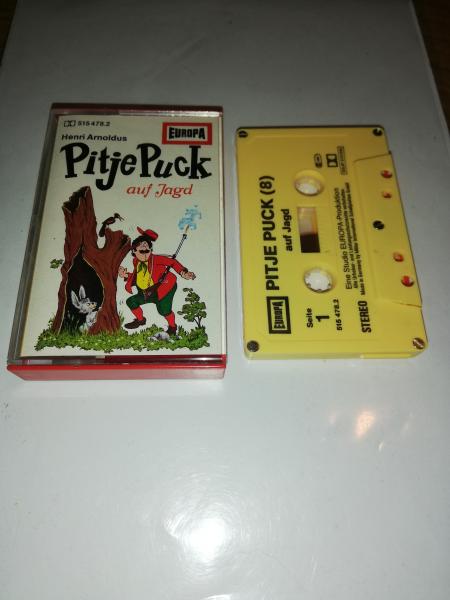 515 478.2
EUROPA
Henri Arnoldus
Pitje Puck
auf Jagd
EUROPA
PITJE PUCK (8)
auf Jagd
Seite
1
515 478.2
STEREO
Eine Studio EUROPA-Produktion